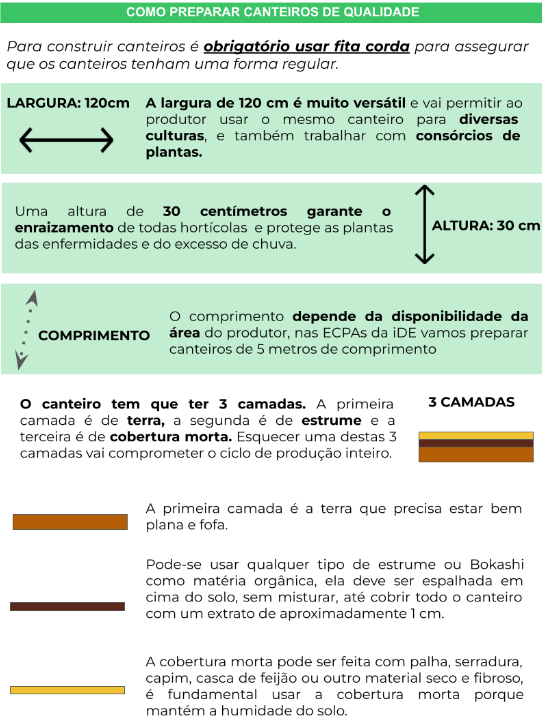 COMO PREPARAR CANTEIROS DE QUALIDADE
Para construir canteiros é obrigatório usar fita corda para assegurar
que os canteiros tenham uma forma regular.
LARGURA: 120cm
A largura de 120 cm é muito versátil e vai permitir ao
produtor usar o mesmo canteiro para diversas
culturas, e também trabalhar com consórcios de
plantas.
Uma altura de 30 centímetros garante o
enraizamento de todas hortícolas e protege as plantas
das enfermidades e do excesso de chuva.
ALTURA: 30 cm
COMPRIMENTO
O comprimento depende da disponibilidade da
área do produtor, nas ECPAs da iDE vamos preparar
canteiros de 5 metros de comprimento
O canteiro tem que ter 3 camadas. A primeira
camada é de terra, a segunda é de estrume e a
terceira é de cobertura morta. Esquecer uma destas 3
camadas vai comprometer o ciclo de produção inteiro.
3 CAMADAS
A primeira camada é a terra que precisa estar bem
plana e fofa.
Pode-se usar qualquer tipo de estrume ou Bokashi
como matéria orgânica, ela deve ser espalhada em
cima do solo, sem misturar, até cobrir todo o canteiro
com um extrato de aproximadamente 1 cm.
A cobertura morta pode ser feita com palha, serradura,
capim, casca de feijão ou outro material seco e fibroso,
é fundamental usar a cobertura morta porque
mantém a humidade do solo.